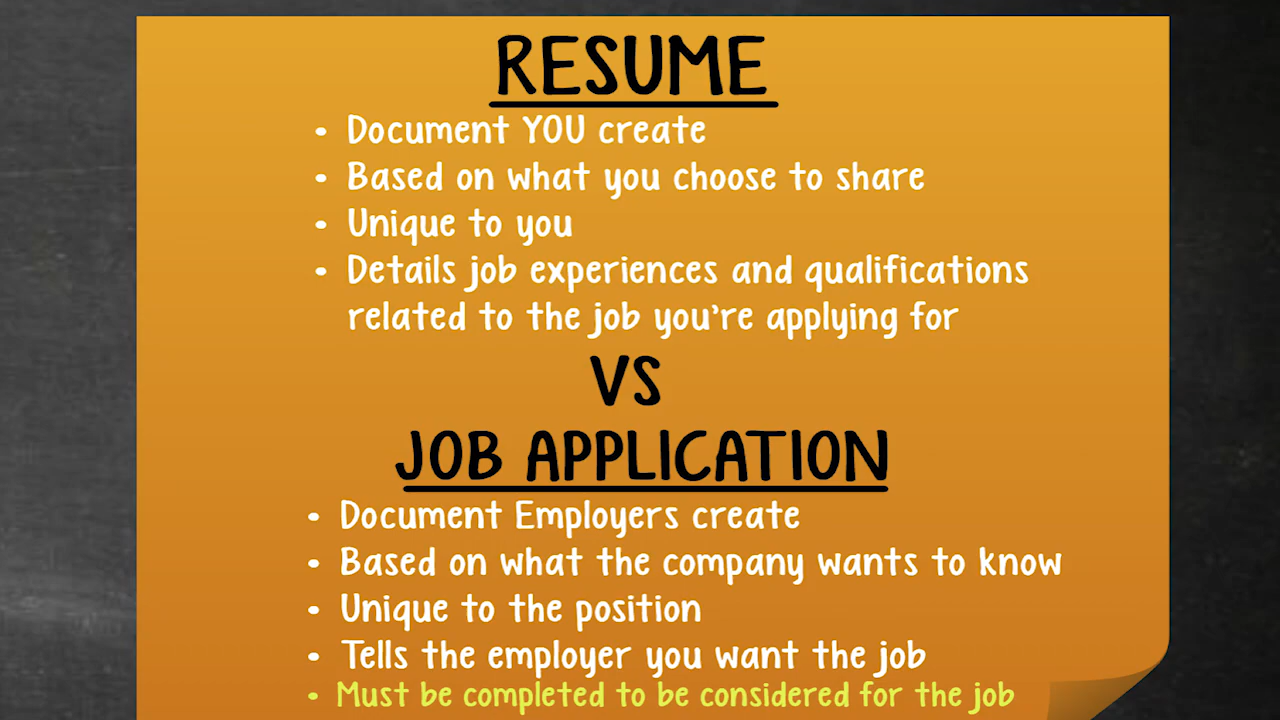 RESUME
• Document YOU create
• Based on what you choose to share
• Unique to you
• Details job experiences and qualifications
related to the job you're applying for
VS
JOB APPLICATION
• Document Employers create
• Based on what the company wants to know
• Unique to the position
• Tells the employer you want the job
• Must be completed to be considered for the job